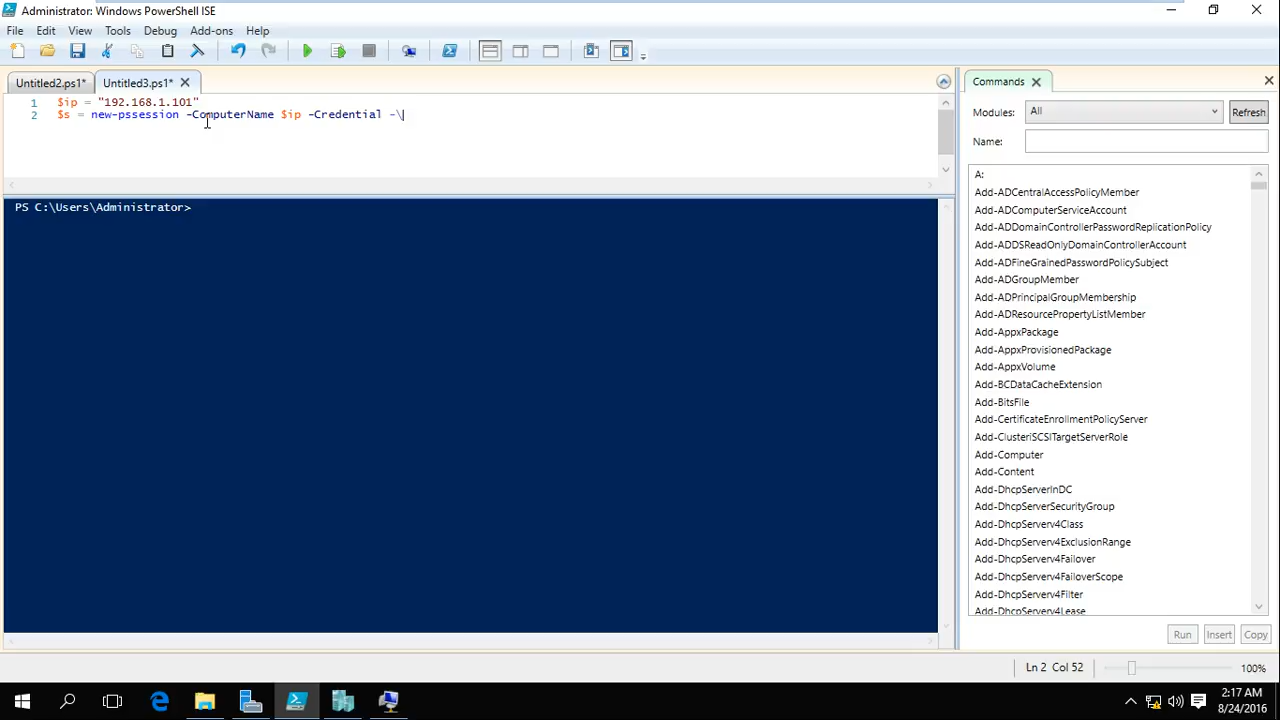 Administrator: Windows PowerShell ISE
File Edit View Tools Debug Add-ons Help
Untitled2.ps1* Untitled3.ps1*
1 $ip = "192.168.1.101"
2 $s = new-pssession -ComputerName $ip -Credential -\
PS C:\Users\Administrator>
Commands
Modules: All Refresh
Name:
A:
Add-ADCentralAccessPolicyMember
Add-ADComputerServiceAccount
Add-ADDomainControllerPasswordReplicationPolicy
Add-ADDSReadOnlyDomainControllerAccount
Add-ADFineGrainedPasswordPolicySubject
Add-ADGroupMember
Add-ADPrincipalGroupMembership
Add-ADResourcePropertyListMember
Add-AppxPackage
Add-AppxProvisionedPackage
Add-AppxVolume
Add-BCDataCacheExtension
Add-BitsFile
Add-CertificateEnrollmentPolicyServer
Add-ClusteriSCSITargetServerRole
Add-Computer
Add-Content
Add-DhcpServerInDC
Add-DhcpServerSecurityGroup
Add-DhcpServerv4Class
Add-DhcpServerv4ExclusionRange
Add-DhcpServerv4Failover
Add-DhcpServerv4FailoverScope
Add-DhcpServerv4Filter
Add-DhcpServerv4Lease
Run Insert Copy
Ln 2 Col 52 100%
2:17 AM
8/24/2016